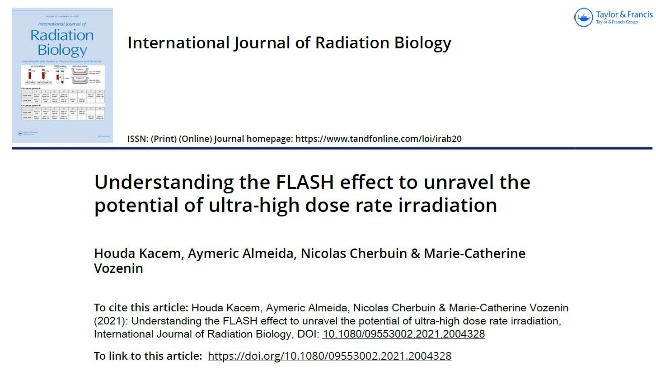 International Journal of
Radiation
Biology
Taylor & Francis
Taylor & Francis Group
International Journal of Radiation Biology
ISSN: (Print) (Online) Journal homepage: https://www.tandfonline.com/loi/irab20
Understanding the FLASH effect to unravel the
potential of ultra-high dose rate irradiation
Houda Kacem, Aymeric Almeida, Nicolas Cherbuin & Marie-Catherine
Vozenin
To cite this article: Houda Kacem, Aymeric Almeida, Nicolas Cherbuin & Marie-Catherine Vozenin
(2021): Understanding the FLASH effect to unravel the potential of ultra-high dose rate irradiation,
International Journal of Radiation Biology, DOI: 10.1080/09553002.2021.2004328
To link to this article: https://doi.org/10.1080/09553002.2021.2004328